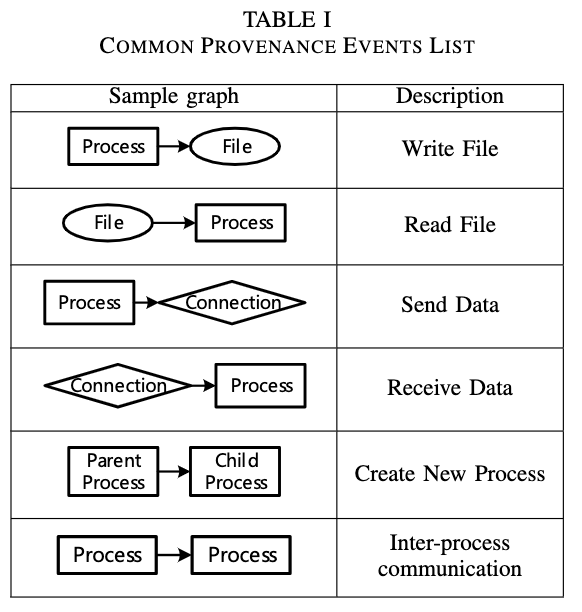 TABLE I
COMMON PROVENANCE EVENTS LIST
Sample graph Description
Process File Write File
File Process Read File
Process Connection Send Data
Connection Process Receive Data
Parent Process Child Process Create New Process
Process Process Inter-process
communication